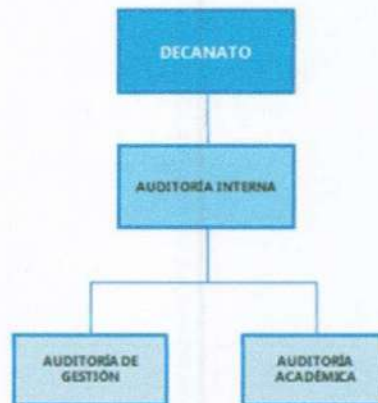 DECANATO
AUDITORÍA INTERNA
AUDITORÍA DE
GESTIÓN
AUDITORÍA
ACADÉMICA